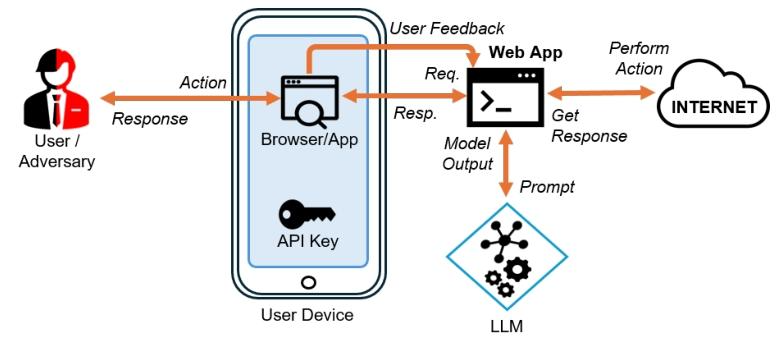 User Feedback
Web App
Perform
Action
Action
Req.
INTERNET
Response
Resp.
Get
Response
User /
Adversary
Browser/App
Model
Output
Prompt
API Key
User Device
LLM